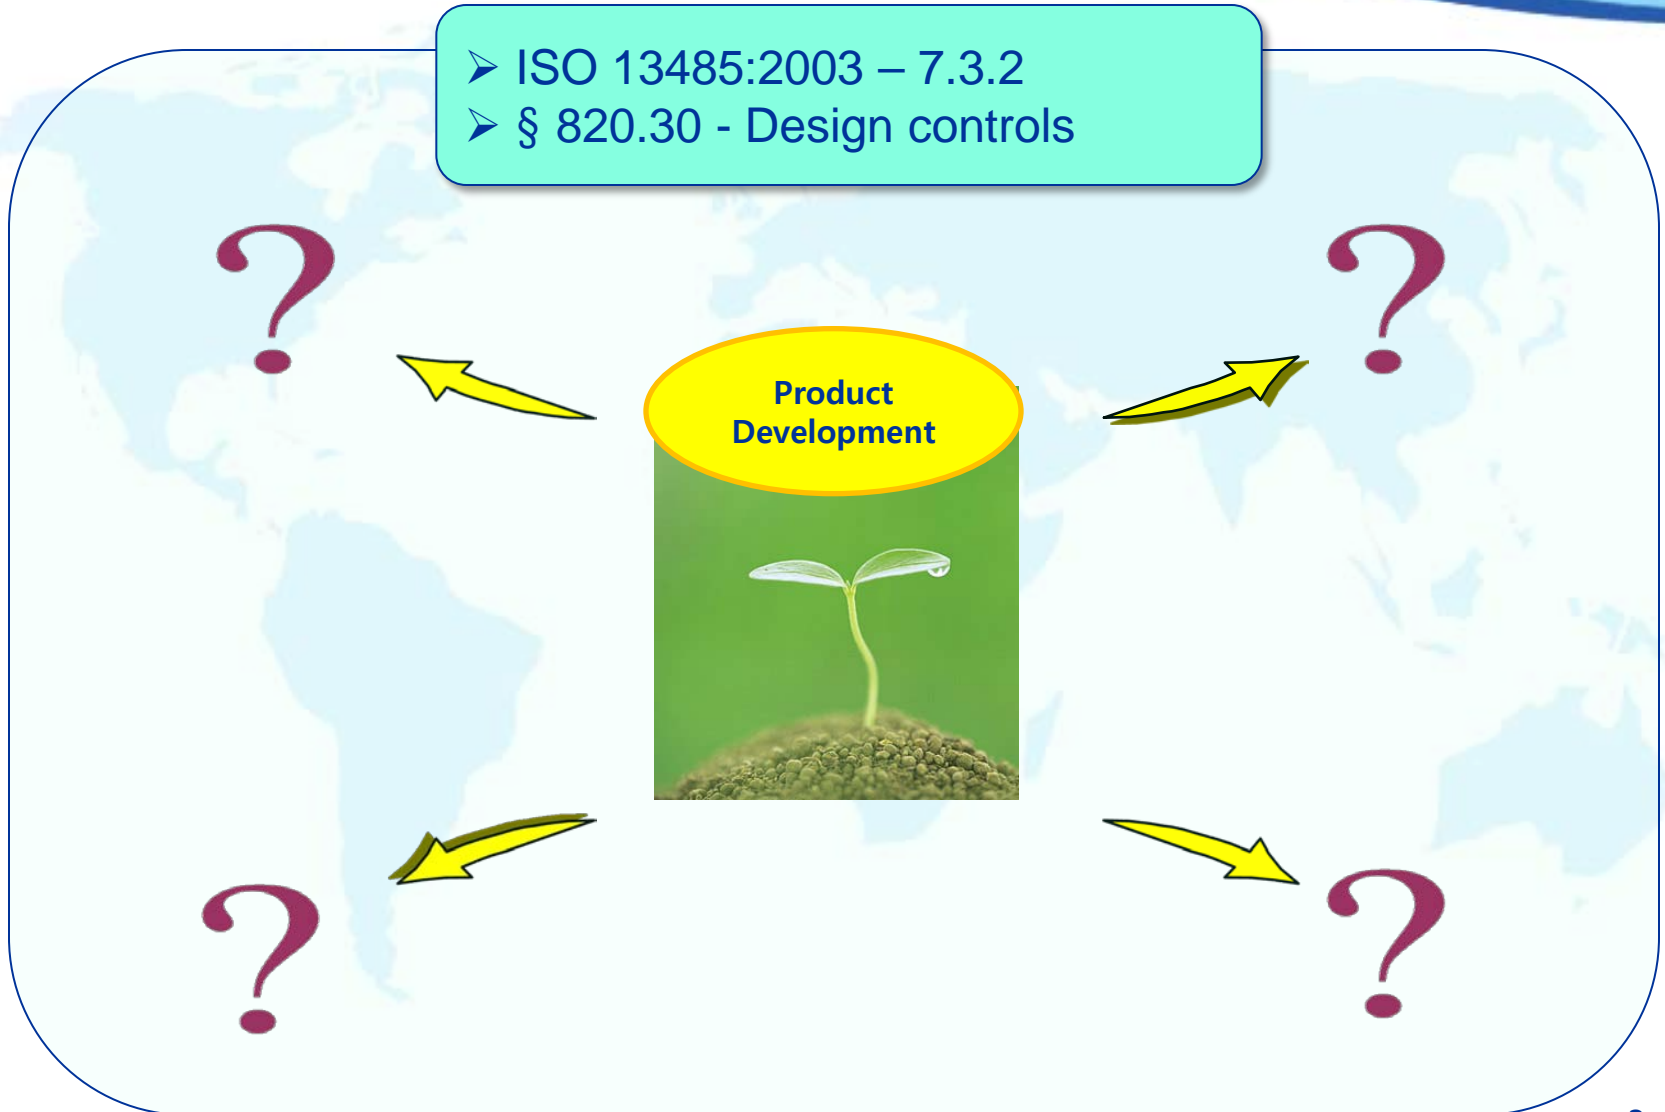 ➢ ISO 13485:2003 – 7.3.2
➢ § 820.30 - Design controls
? ?
Product
Development
? ?